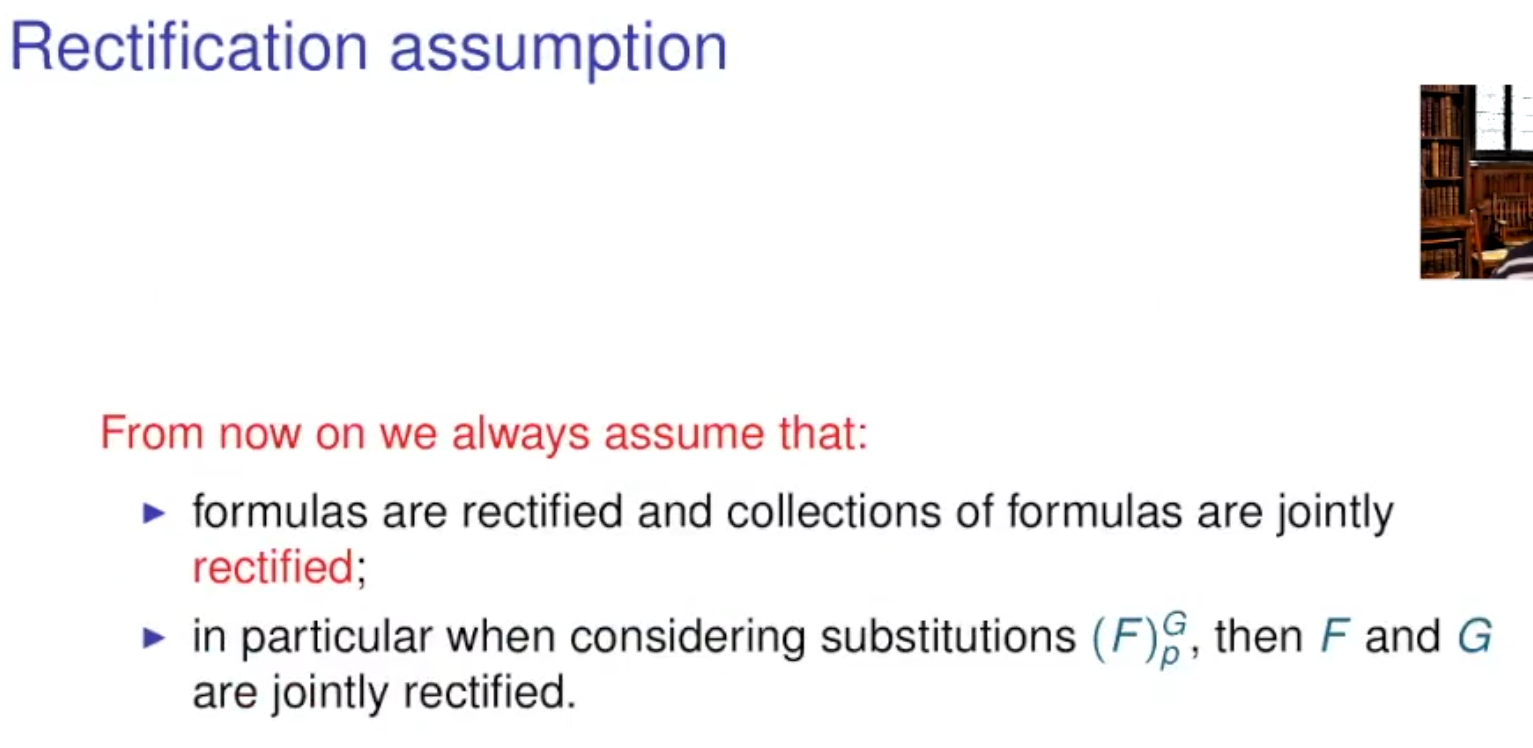 Rectification assumption
From now on we always assume that:
▶ formulas are rectified and collections of formulas are jointly
rectified;
▶ in particular when considering substitutions (F)_p^G, then F and G
are jointly rectified.